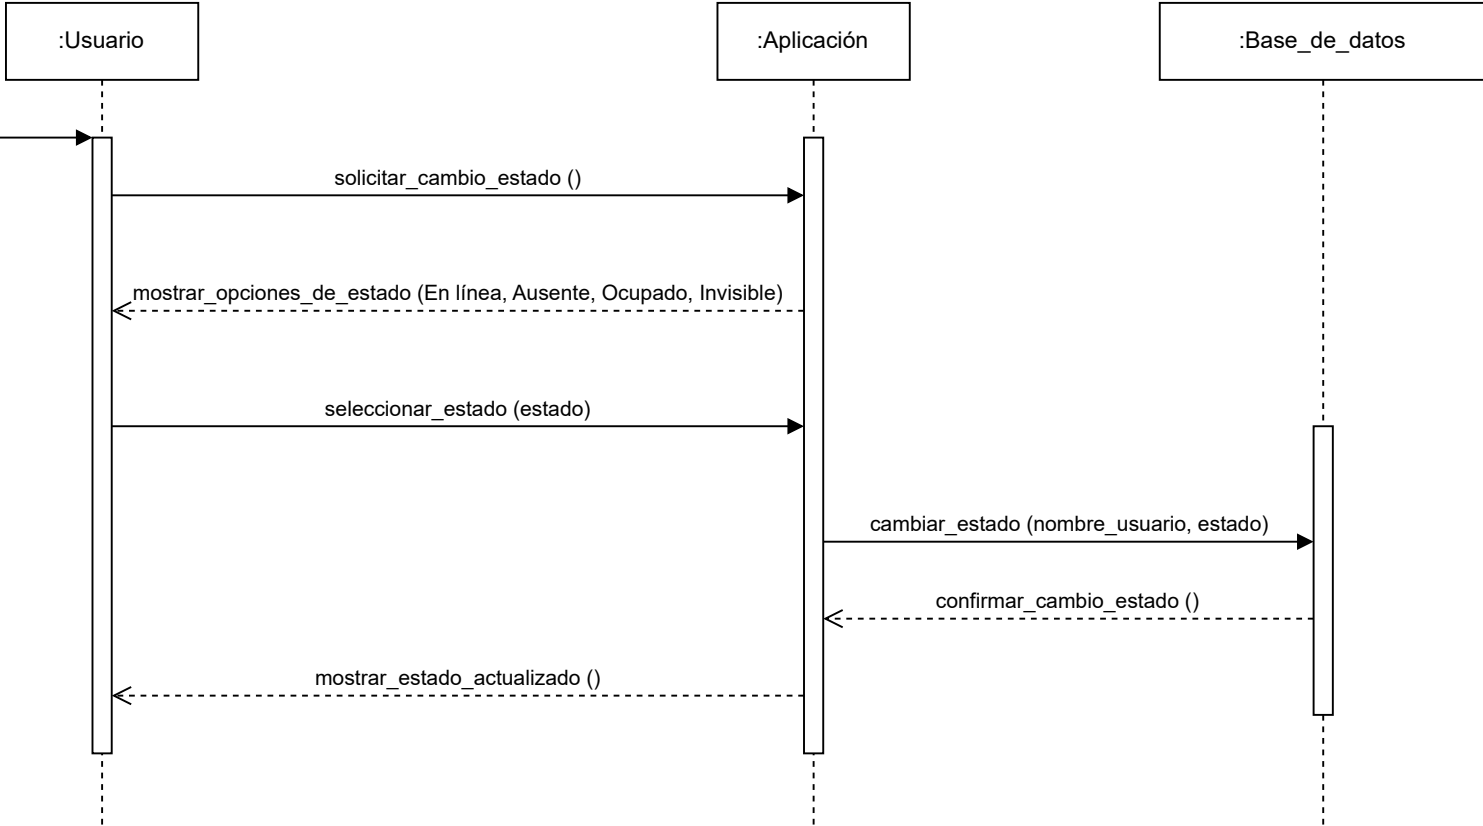 :Usuario
:Aplicación
:Base_de_datos
solicitar_cambio_estado ()
mostrar_opciones_de_estado (En línea, Ausente, Ocupado, Invisible)
seleccionar_estado (estado)
cambiar_estado (nombre_usuario, estado)
confirmar_cambio_estado ()
mostrar_estado_actualizado ()